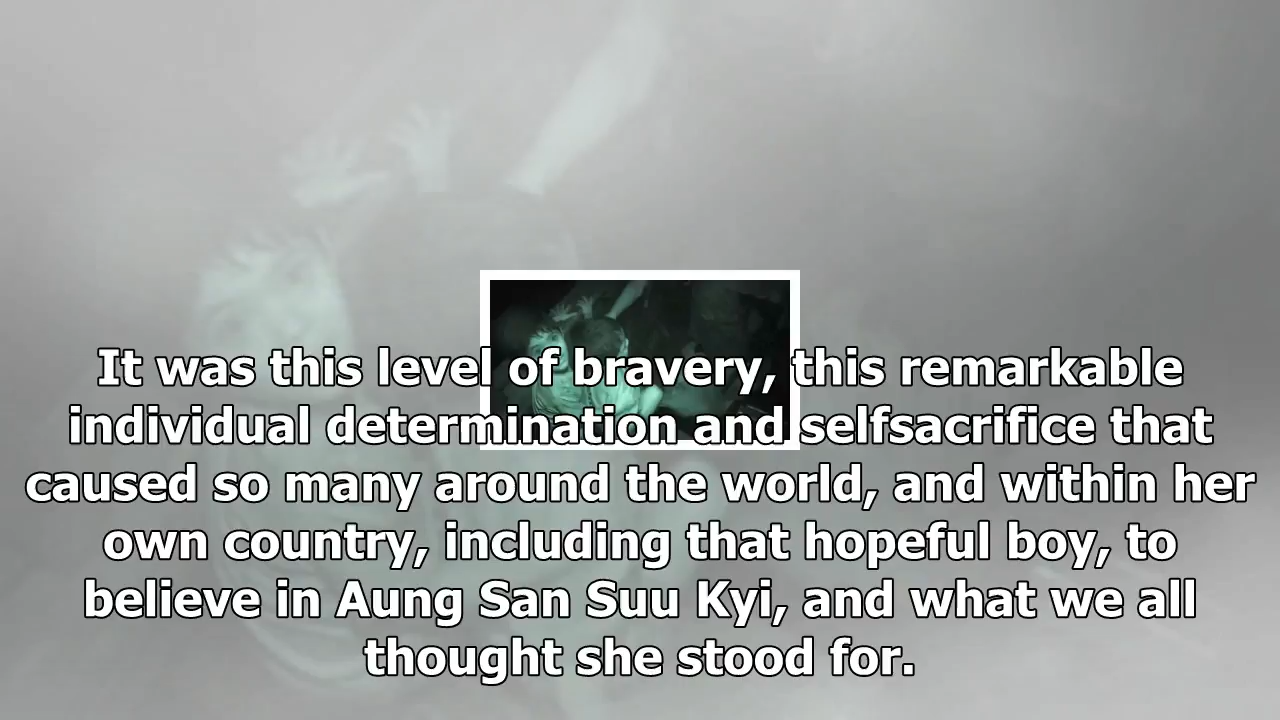 It was this level of bravery, this remarkable
individual determination and selfsacrifice that
caused so many around the world, and within her
own country, including that hopeful boy, to
believe in Aung San Suu Kyi, and what we all
thought she stood for.